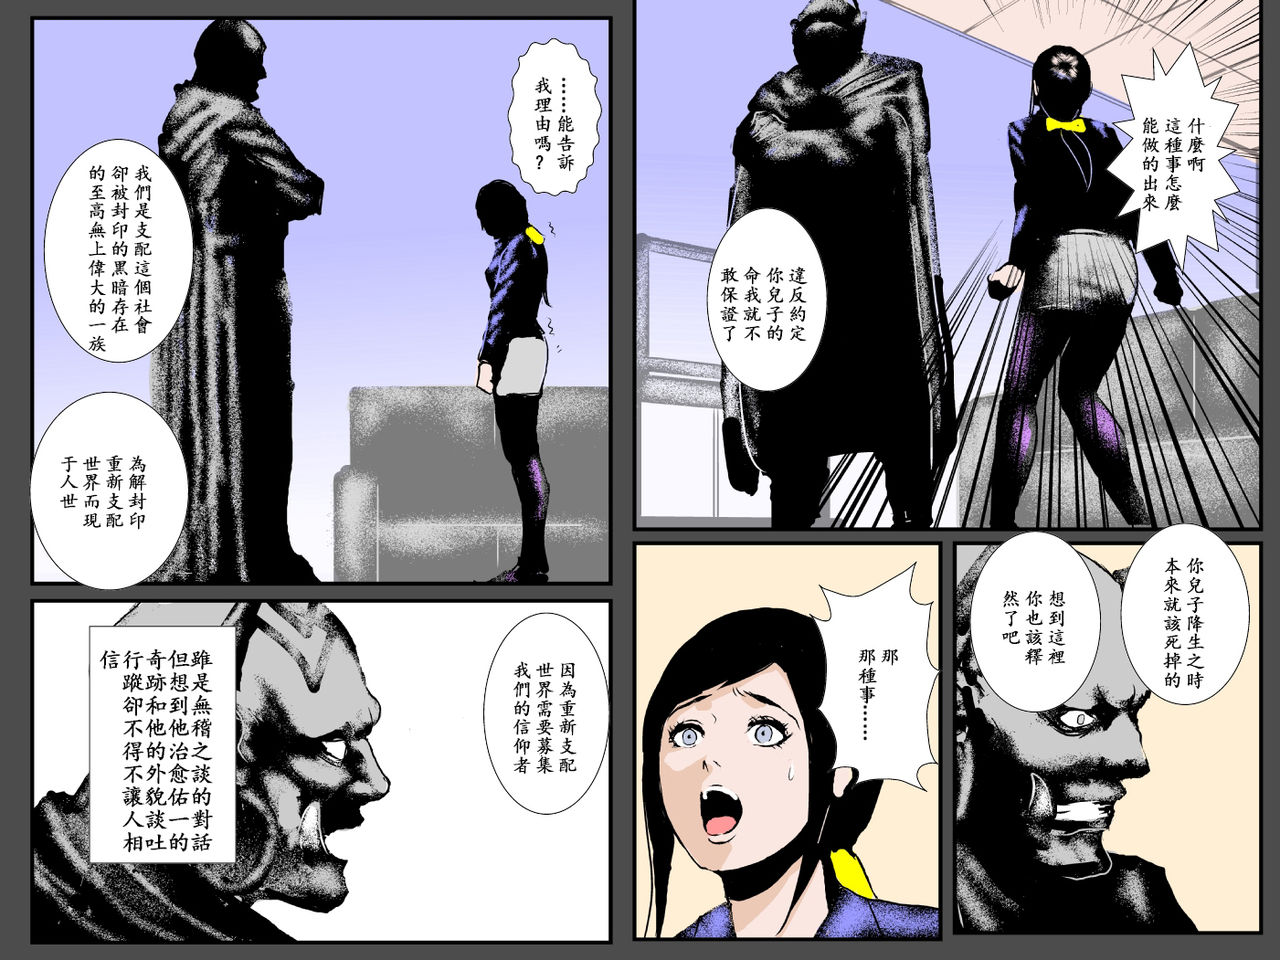 什麼啊
這種事怎麼
能做的出來
違反約定
你兒子的
命我就不
敢保證了
你兒子降生之時
本來就該死掉的
想到這裡
你也該釋
然了吧
那
那種事……
……能告訴
我理由嗎？
我們是支配這個社會
卻被封印的黑暗存在
的至高無上偉大的一族
為解封印
重新支配
世界而現
于人世
因為重新支配
世界需要募集
我們的信仰者
雖是無稽之談的對話
但想到他治愈佑一的
奇跡和他的外貌談吐
行蹤卻不得不讓人相
信